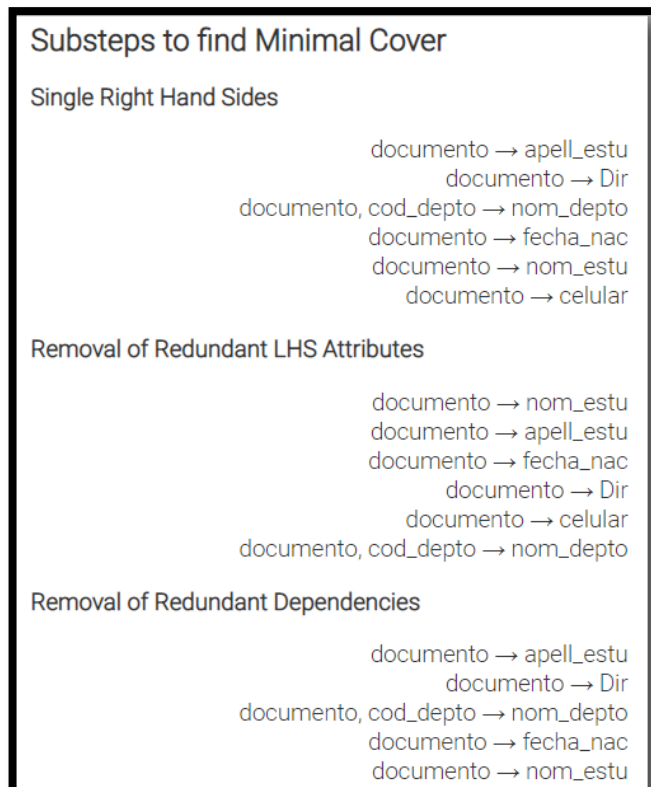 Substeps to find Minimal Cover
Single Right Hand Sides
documento → apell_estu
documento → Dir
documento, cod_depto → nom_depto
documento → fecha_nac
documento → nom_estu
documento → celular
Removal of Redundant LHS Attributes
documento → nom_estu
documento → apell_estu
documento → fecha_nac
documento → Dir
documento → celular
documento, cod_depto → nom_depto
Removal of Redundant Dependencies
documento → apell_estu
documento → Dir
documento, cod_depto → nom_depto
documento → fecha_nac
documento → nom_estu